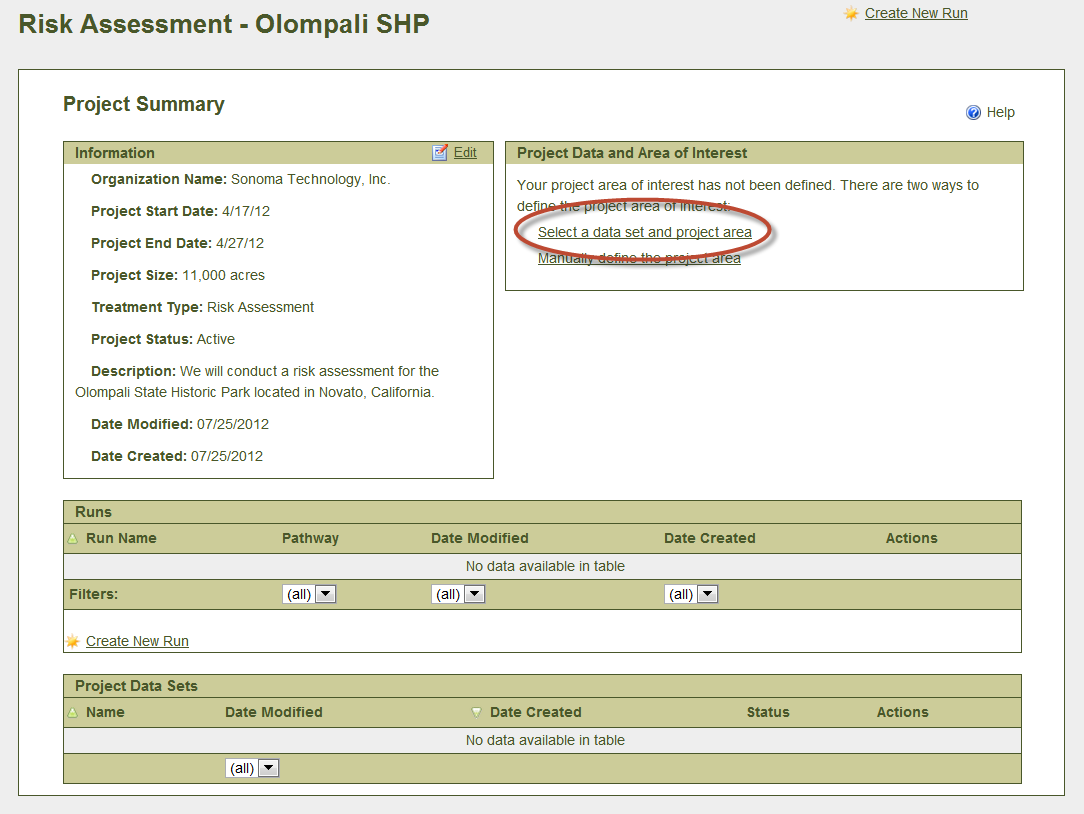 Risk Assessment - Olompali SHP
Create New Run
Project Summary
Help
Information
Edit
Organization Name: Sonoma Technology, Inc.
Project Start Date: 4/17/12
Project End Date: 4/27/12
Project Size: 11,000 acres
Treatment Type: Risk Assessment
Project Status: Active
Description: We will conduct a risk assessment for the
Olompali State Historic Park located in Novato, California.
Date Modified: 07/25/2012
Date Created: 07/25/2012
Project Data and Area of Interest
Your project area of interest has not been defined. There are two ways to
define the project area of interest:
Select a data set and project area
Manually define the project area
Runs
Run Name Pathway Date Modified Date Created Actions
No data available in table
Filters: (all) (all) (all)
Create New Run
Project Data Sets
Name Date Modified Date Created Status Actions
No data available in table
(all)